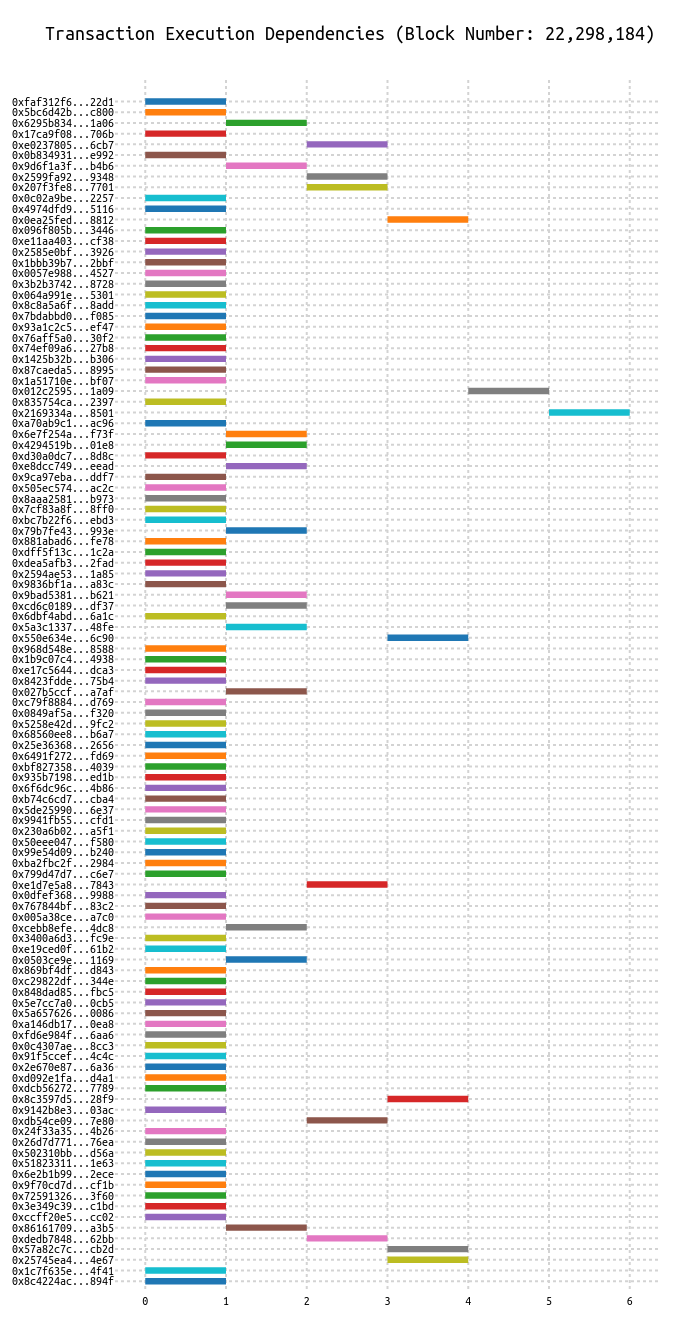 Transaction Execution Dependencies (Block Number: 22,298,184)
0xfaf312f6...22d1
0x5bc6d42b...c800
0x6295b834...1a06
0x17ca9f08...706b
0xe0237805...6cb7
0x0b834931...e992
0x9d6f1a3f...b4b6
0x2599fa92...9348
0x207f3fe8...7701
0x0c02a9be...2257
0x4974dfd9...5116
0x0ea25fed...8812
0x096f805b...3446
0xe11aa403...cf38
0x2585e0bf...3926
0x1bbb39b7...2bbf
0x0057e988...4527
0x3b2b3742...8728
0x064a991e...5301
0x8c8a5a6f...8add
0x7bdabbd0...f085
0x93a1c2c5...ef47
0x76aff5a0...30f2
0x74ef09a6...27b8
0x1425b32b...b306
0x87caeda5...8995
0x1a51710e...bf07
0x012c2595...1a09
0x835754ca...2397
0x2169334a...8501
0xa70ab9c1...ac96
0x6e7f254a...f73f
0x4294519b...01e8
0xd30a0dc7...8d8c
0xe8dcc749...eead
0x9ca97eba...ddf7
0x505ec574...ac2c
0x8aaa2581...b973
0x7cf83a8f...8ff0
0xbc7b22f6...ebd3
0x79b7fe43...993e
0x881abad6...fe78
0xdff5f13c...1c2a
0xdea5afb3...2fad
0x2594ae53...1a85
0x9836bf1a...a83c
0x9bad5381...b621
0xcd6c0189...df37
0x6dbf4abd...6a1c
0x5a3c1337...48fe
0x550e634e...6c90
0x968d548e...8588
0x1b9c07c4...4938
0xe17c5644...dca3
0x8423fdde...75b4
0x027b5ccf...a7af
0xc79f8884...d769
0x0849af5a...f320
0x5258e42d...9fc2
0x68560ee8...b6a7
0x25e36368...2656
0x6491f272...fd69
0xbf827358...4039
0x935b7198...ed1b
0x6f6dc96c...4b86
0xb74c6cd7...cba4
0x5de25990...6e37
0x9941fb55...cfd1
0x230a6b02...a5f1
0x50eee047...f580
0x99e54d09...b240
0xba2fbc2f...2984
0x799d47d7...c6e7
0xe1d7e5a8...7843
0x0dfef368...9988
0x767844bf...83c2
0x005a38ce...a7c0
0xcebb8efe...4dc8
0x3400a6d3...fc9e
0xe19ced0f...61b2
0x0503ce9e...1169
0x869bf4df...d843
0xc29822df...344e
0x848dad85...fbc5
0x5e7cc7a0...0cb5
0x5a657626...0086
0xa146db17...0ea8
0xfd6e984f...6aa6
0x0c4307ae...8cc3
0x91f5ccef...4c4c
0x2e670e87...6a36
0xd092e1fa...d4a1
0xdcb56272...7789
0x8c3597d5...28f9
0x9142b8e3...03ac
0xdb54ce09...7e80
0x24f33a35...4b26
0x26d7d771...76ea
0x502310bb...d56a
0x51823311...1e63
0x6e2b1b99...2ece
0x9f70cd7d...cf1b
0x72591326...3f60
0x3e349c39...c1bd
0xccff20e5...cc02
0x86161709...a3b5
0xdedb7848...62bb
0x57a82c7c...cb2d
0x25745ea4...4e67
0x1c7f635e...4f41
0x8c4224ac...894f
0 1 2 3 4 5 6